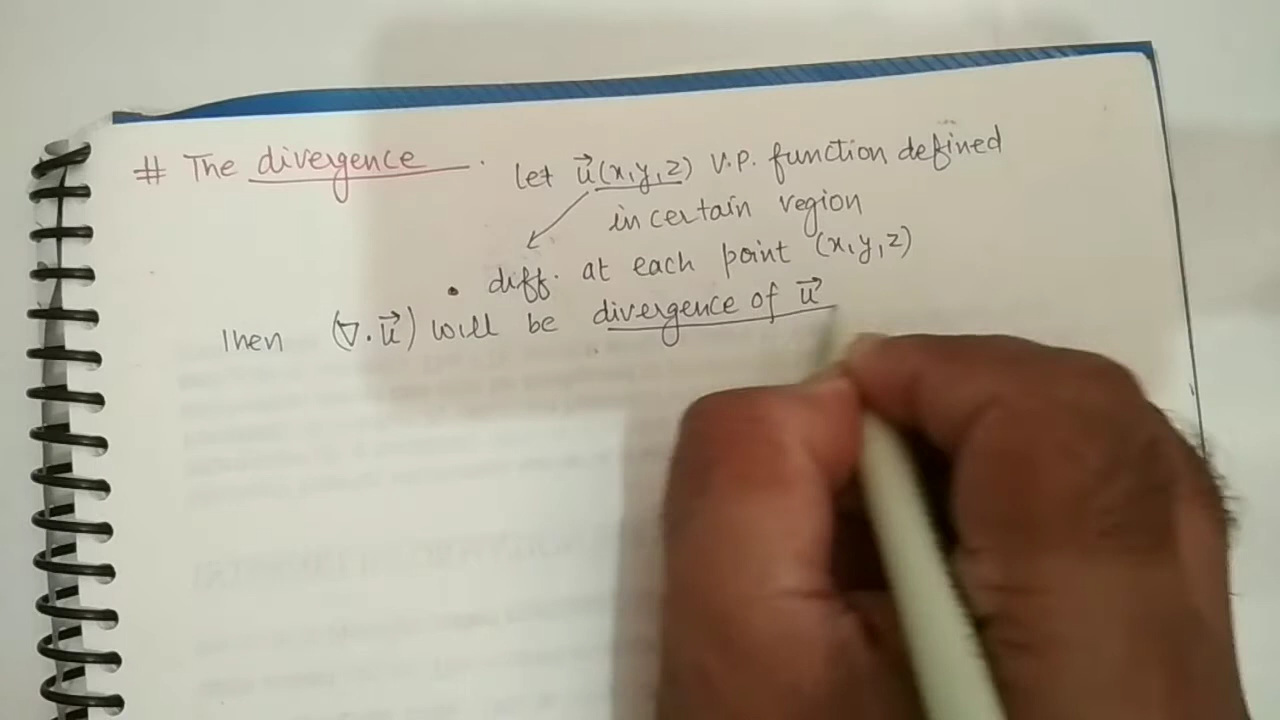 # The divergence . Let u⃗(x,y,z) V.P. function defined
in certain region
• diff. at each point (x,y,z)
Then (∇.u⃗) will be divergence of u⃗